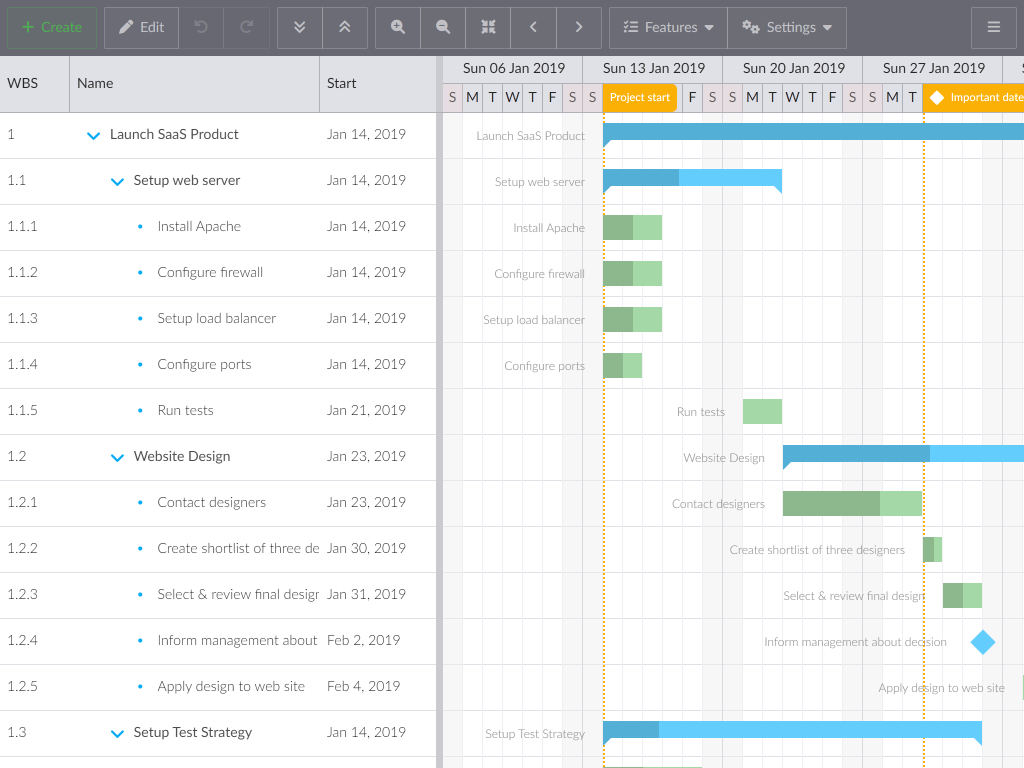 Create Edit Features Settings
WBS Name Start
Sun 06 Jan 2019 Sun 13 Jan 2019 Sun 20 Jan 2019 Sun 27 Jan 2019 S
S M T W T F S S Project start F S S M T W T F S S M T Important date
1 Launch SaaS Product Jan 14, 2019 Launch SaaS Product
1.1 Setup web server Jan 14, 2019 Setup web server
1.1.1 Install Apache Jan 14, 2019 Install Apache
1.1.2 Configure firewall Jan 14, 2019 Configure firewall
1.1.3 Setup load balancer Jan 14, 2019 Setup load balancer
1.1.4 Configure ports Jan 14, 2019 Configure ports
1.1.5 Run tests Jan 21, 2019 Run tests
1.2 Website Design Jan 23, 2019 Website Design
1.2.1 Contact designers Jan 23, 2019 Contact designers
1.2.2 Create shortlist of three de Jan 30, 2019 Create shortlist of three designers
1.2.3 Select & review final design Jan 31, 2019 Select & review final design
1.2.4 Inform management about Feb 2, 2019 Inform management about decision
1.2.5 Apply design to web site Feb 4, 2019 Apply design to web site
1.3 Setup Test Strategy Jan 14, 2019 Setup Test Strategy